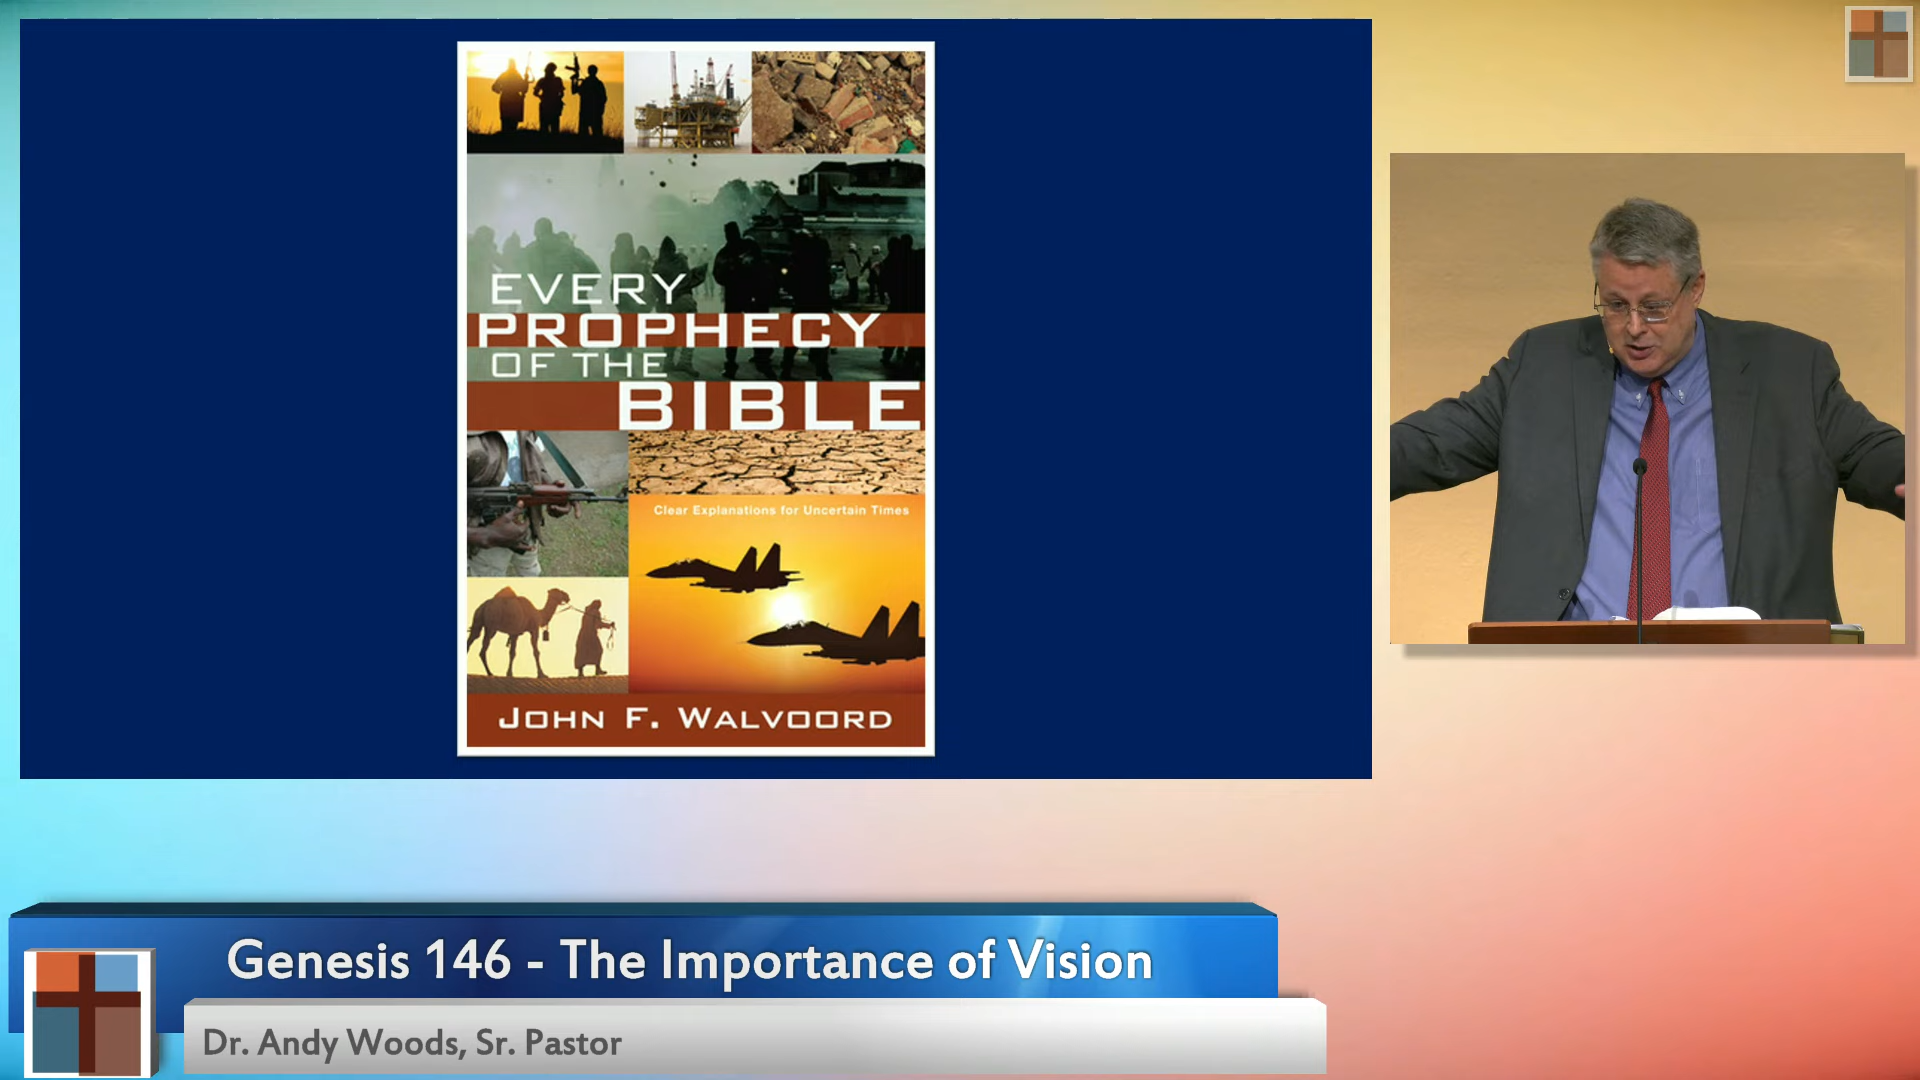 EVERY
PROPHECY
OF THE
BIBLE
Clear Explanations for Uncertain Times
JOHN F. WALVOORD
Genesis 146 - The Importance of Vision
Dr. Andy Woods, Sr. Pastor